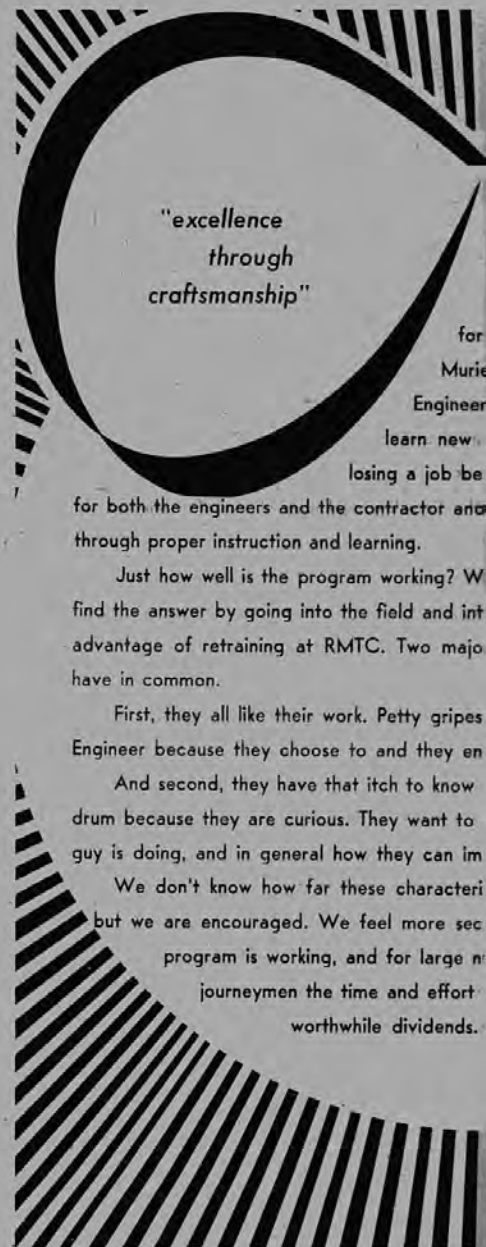 "excellence
through
craftsmanship"
for
Murie
Engineer
learn new
losing a job be
for both the engineers and the contractor and
through proper instruction and learning.
Just how well is the program working? W
find the answer by going into the field and int
advantage of retraining at RMTC. Two majo
have in common.
First, they all like their work. Petty gripes
Engineer because they choose to and they en
And second, they have that itch to know
drum because they are curious. They want to
guy is doing, and in general how they can im
We don't know how far these characteri
but we are encouraged. We feel more sec
program is working, and for large n
journeymen the time and effort
worthwhile dividends.